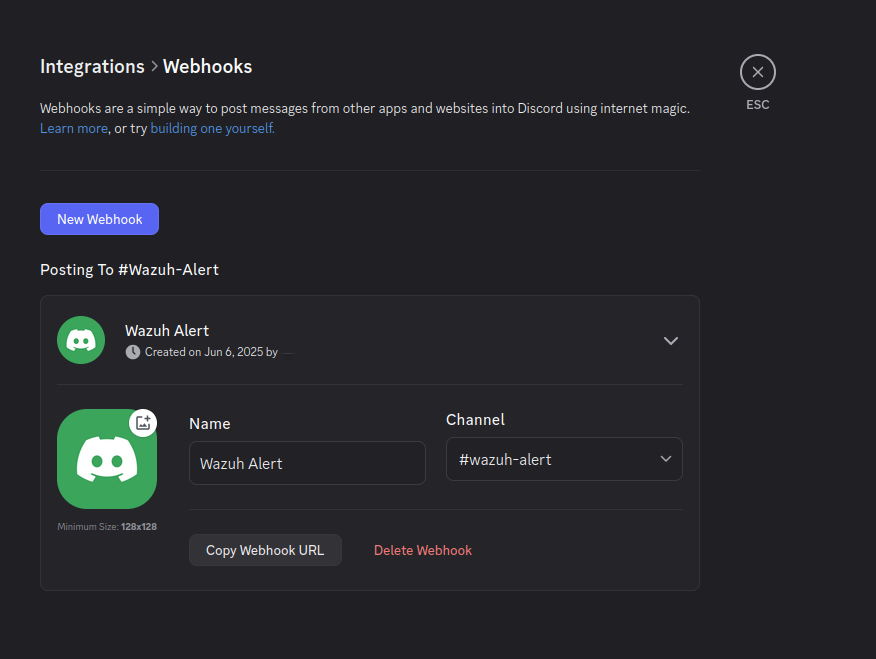 Integrations > Webhooks
ESC
Webhooks are a simple way to post messages from other apps and websites into Discord using internet magic.
Learn more, or try building one yourself.
New Webhook
Posting To #Wazuh-Alert
Wazuh Alert
Created on Jun 6, 2025 by
Name
Channel
Wazuh Alert
#wazuh-alert
Minimum Size: 128x128
Copy Webhook URL
Delete Webhook